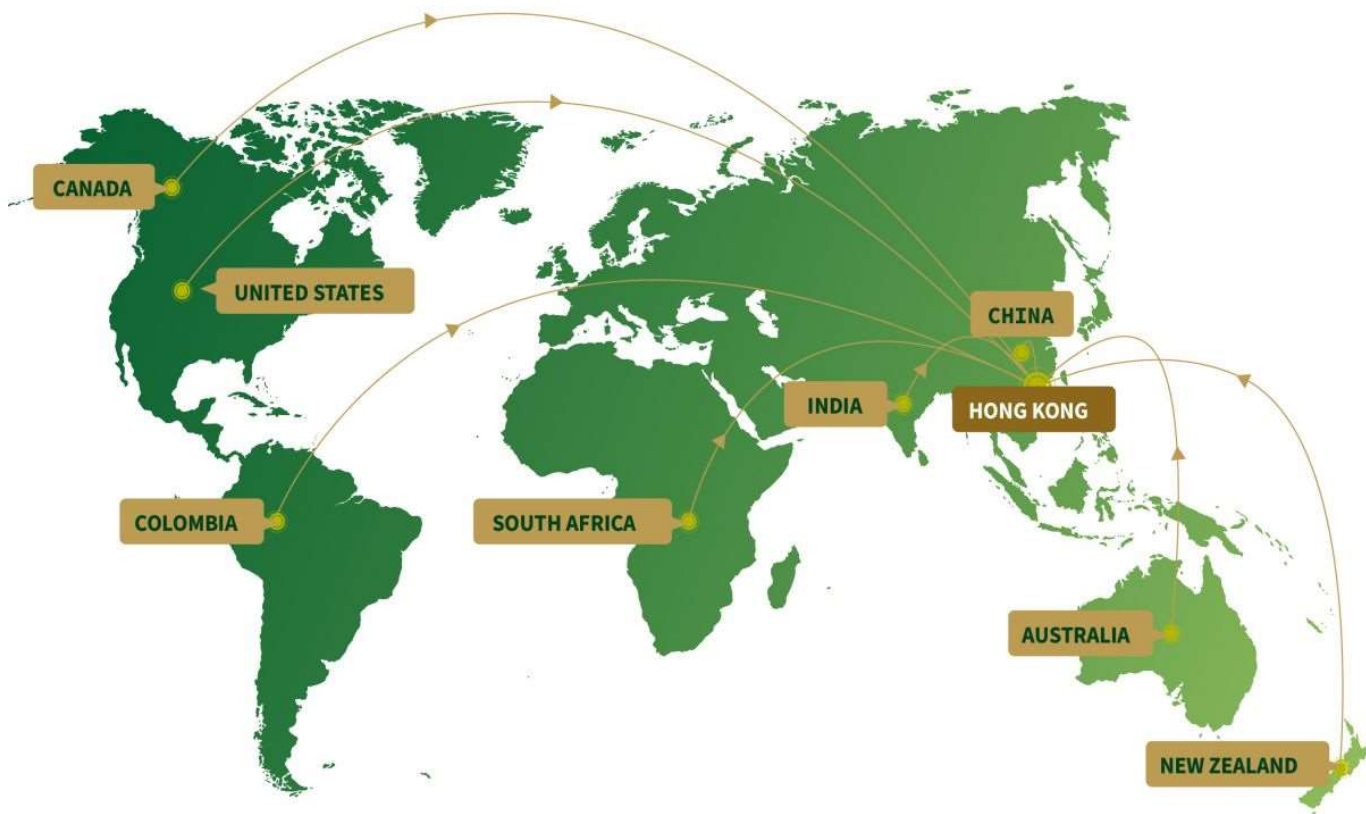 CANADA
UNITED STATES
CHINA
INDIA
HONG KONG
COLOMBIA
SOUTH AFRICA
AUSTRALIA
NEW ZEALAND